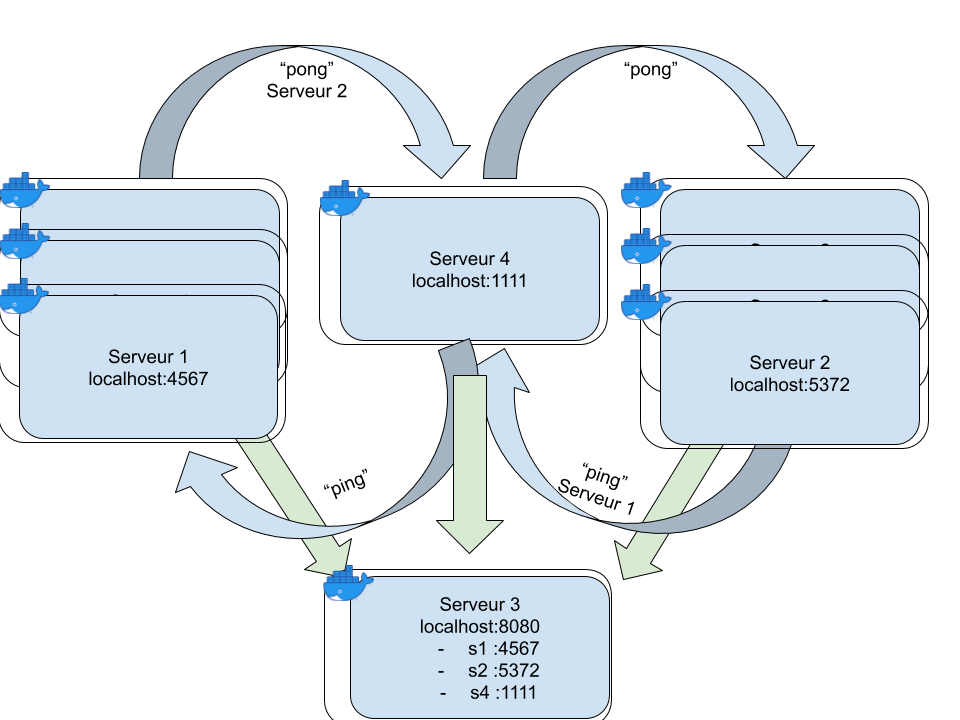 “pong”
Serveur 2
“pong”
Serveur 4
localhost:1111
Serveur 1
localhost:4567
Serveur 2
localhost:5372
“ping”
“ping”
Serveur 1
Serveur 3
localhost:8080
- s1 :4567
- s2 :5372
- s4 :1111